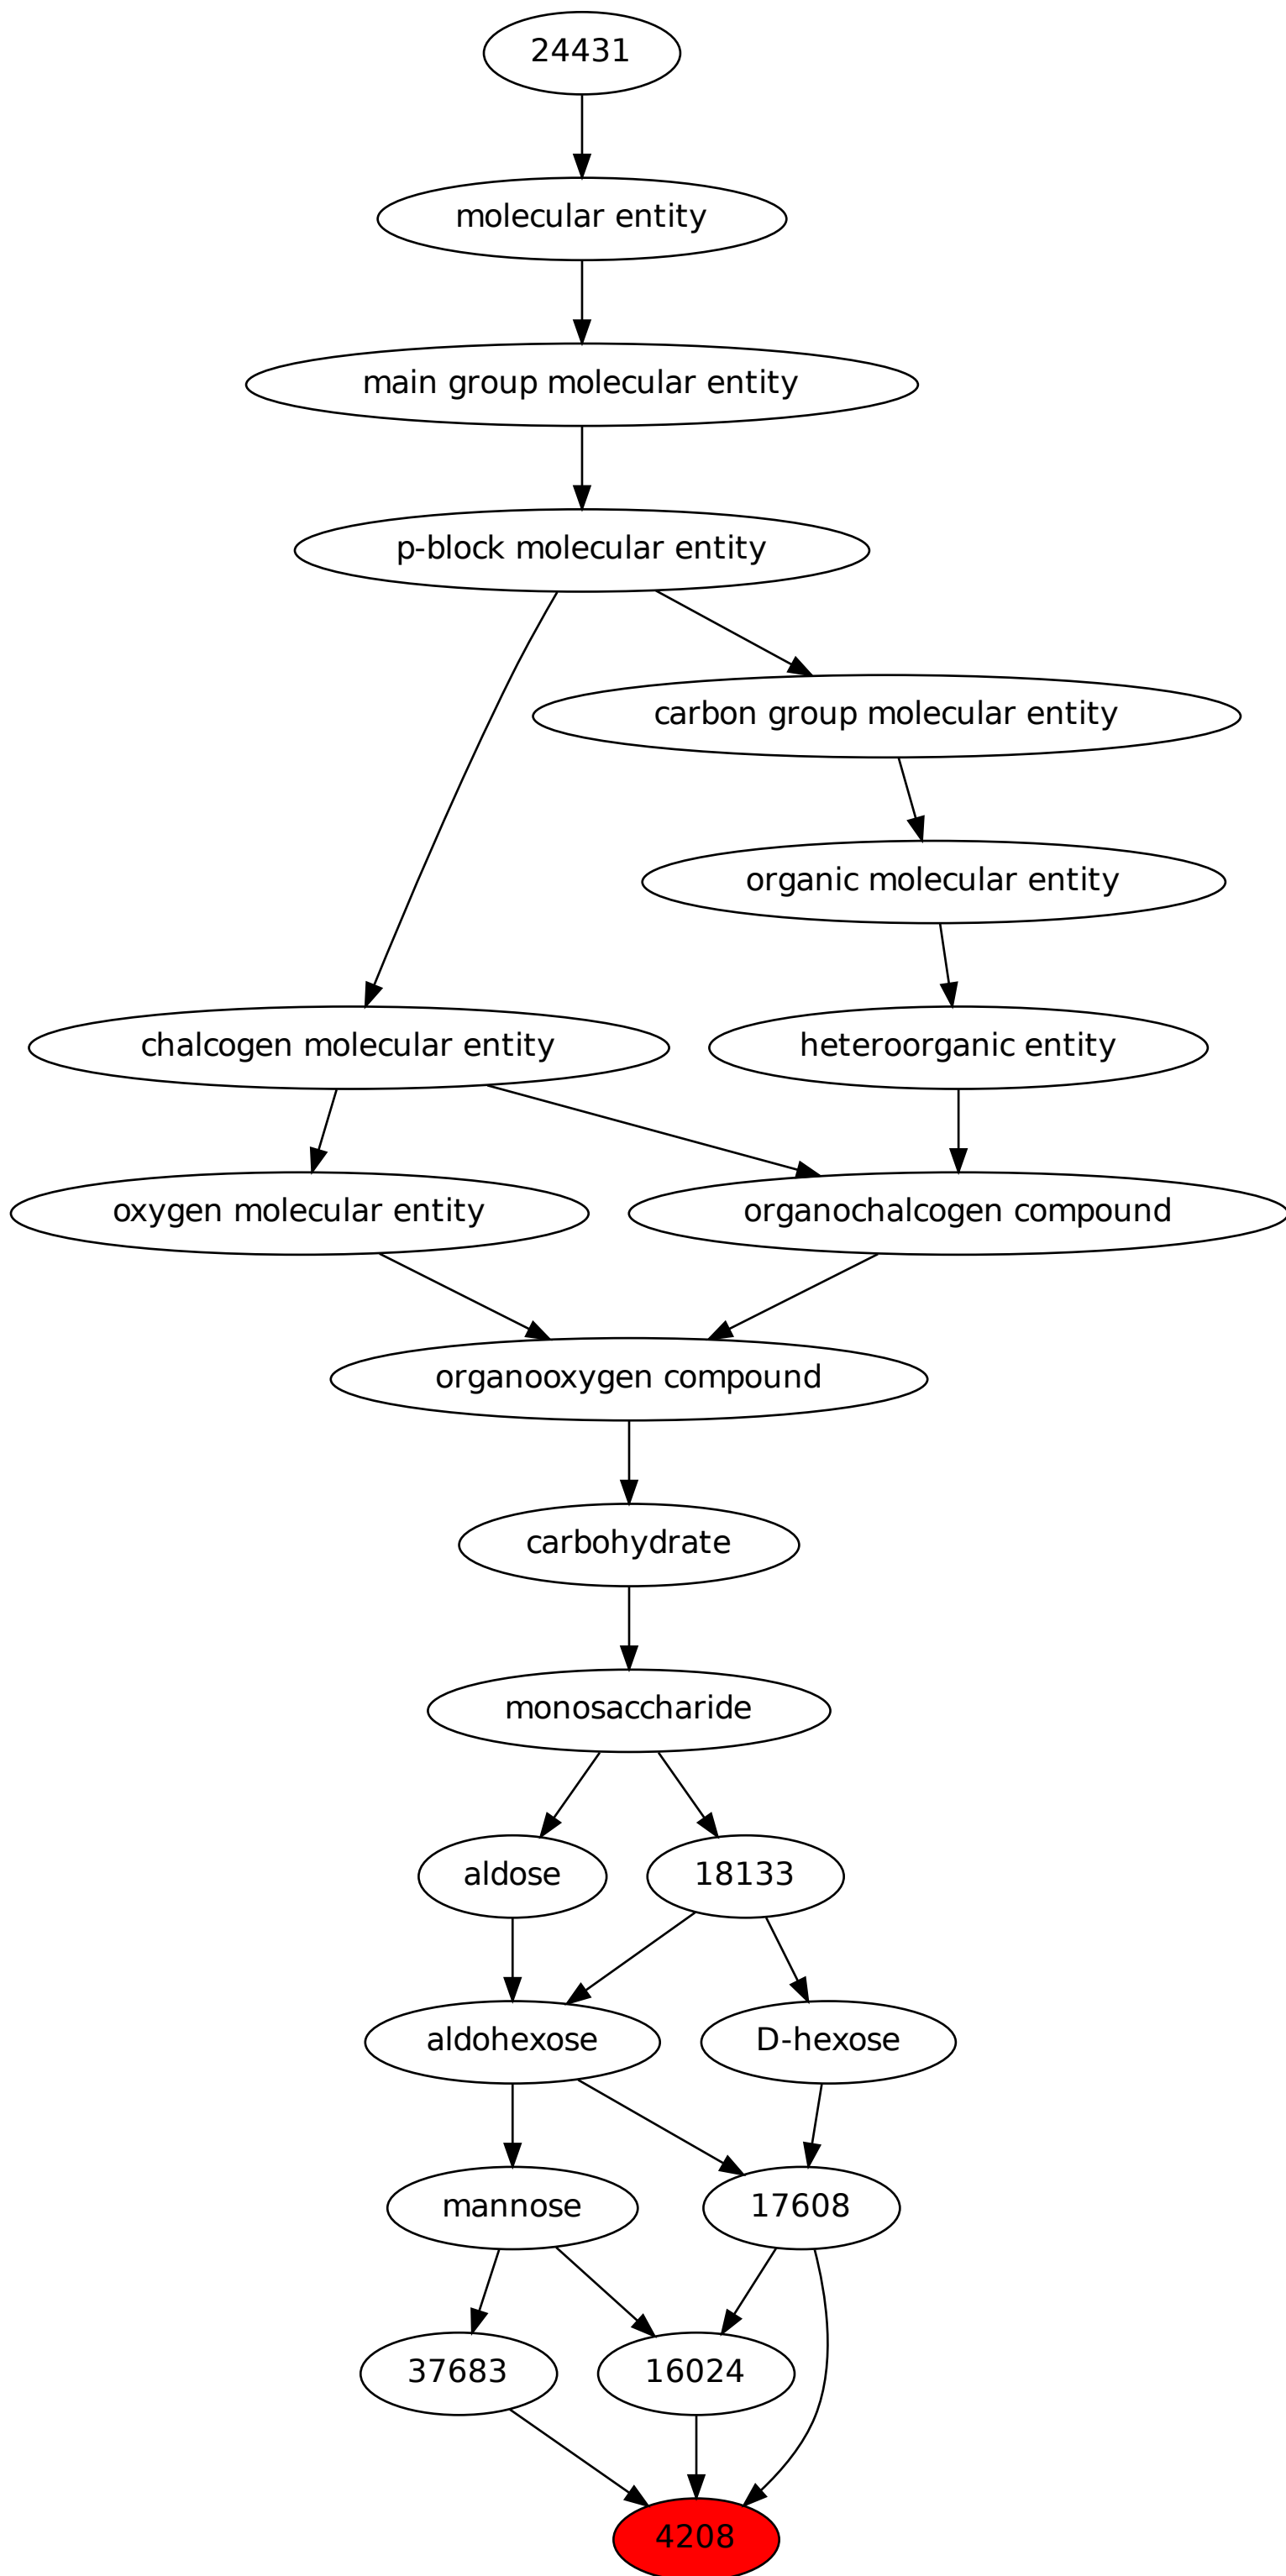 24431
molecular entity
main group molecular entity
p-block molecular entity
carbon group molecular entity
organic molecular entity
chalcogen molecular entity
heteroorganic entity
oxygen molecular entity
organochalcogen compound
organooxygen compound
carbohydrate
monosaccharide
aldose
18133
aldohexose
D-hexose
mannose
17608
37683
16024
4208